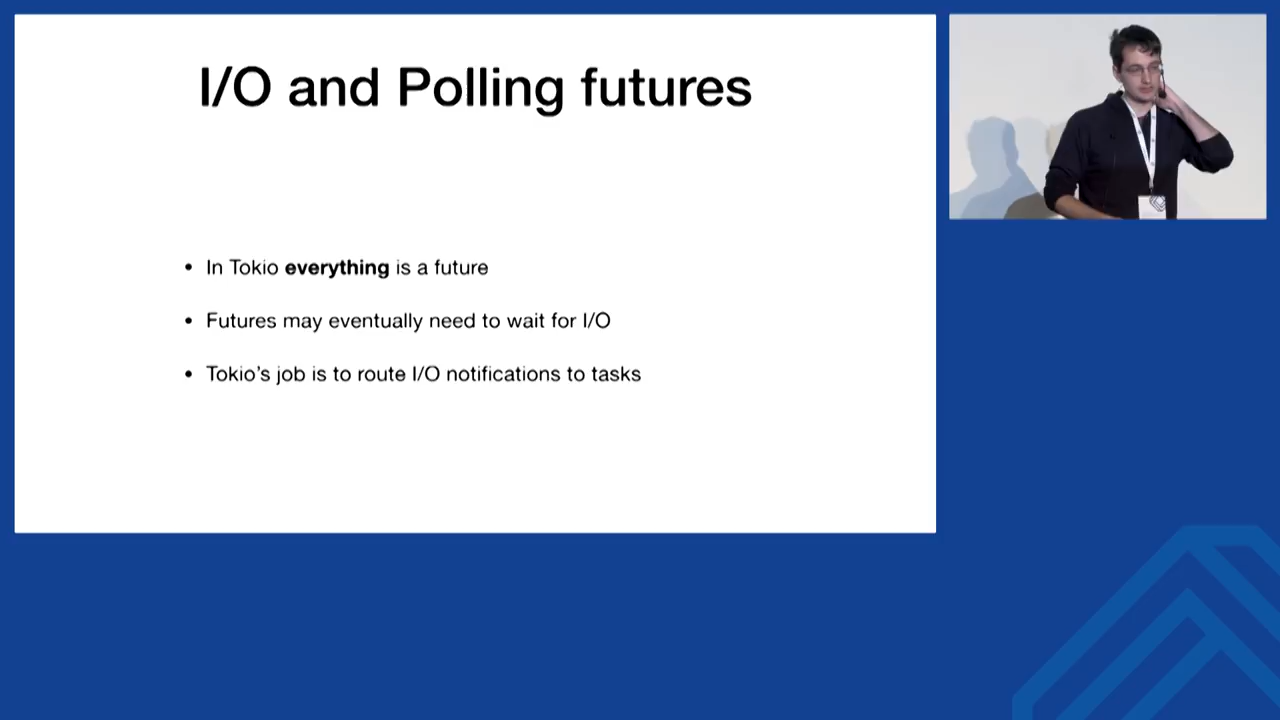 I/O and Polling futures
• In Tokio everything is a future
• Futures may eventually need to wait for I/O
• Tokio’s job is to route I/O notifications to tasks